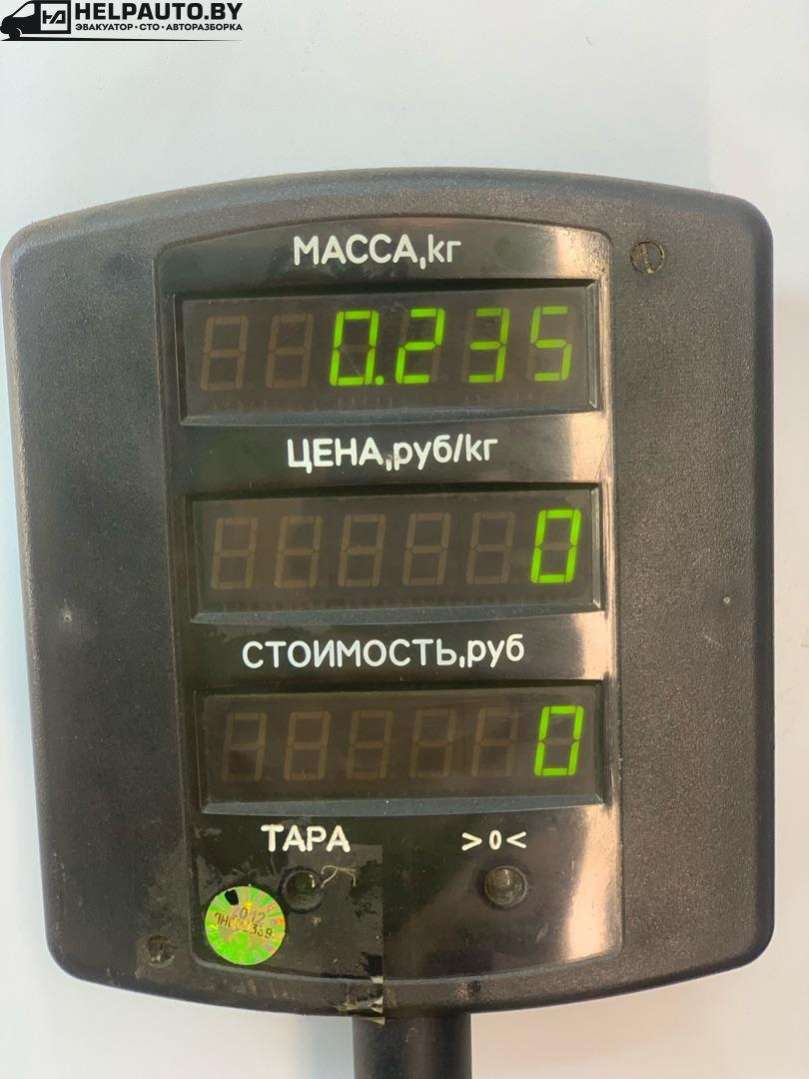 HELPAUTO.BY
ЭВАКУАТОР•СТО•АВТОРАЗБОРКА
МАССА,кг
0.235
ЦЕНА,руб/кг
0
СТОИМОСТЬ,руб
0
ТАРА >0<